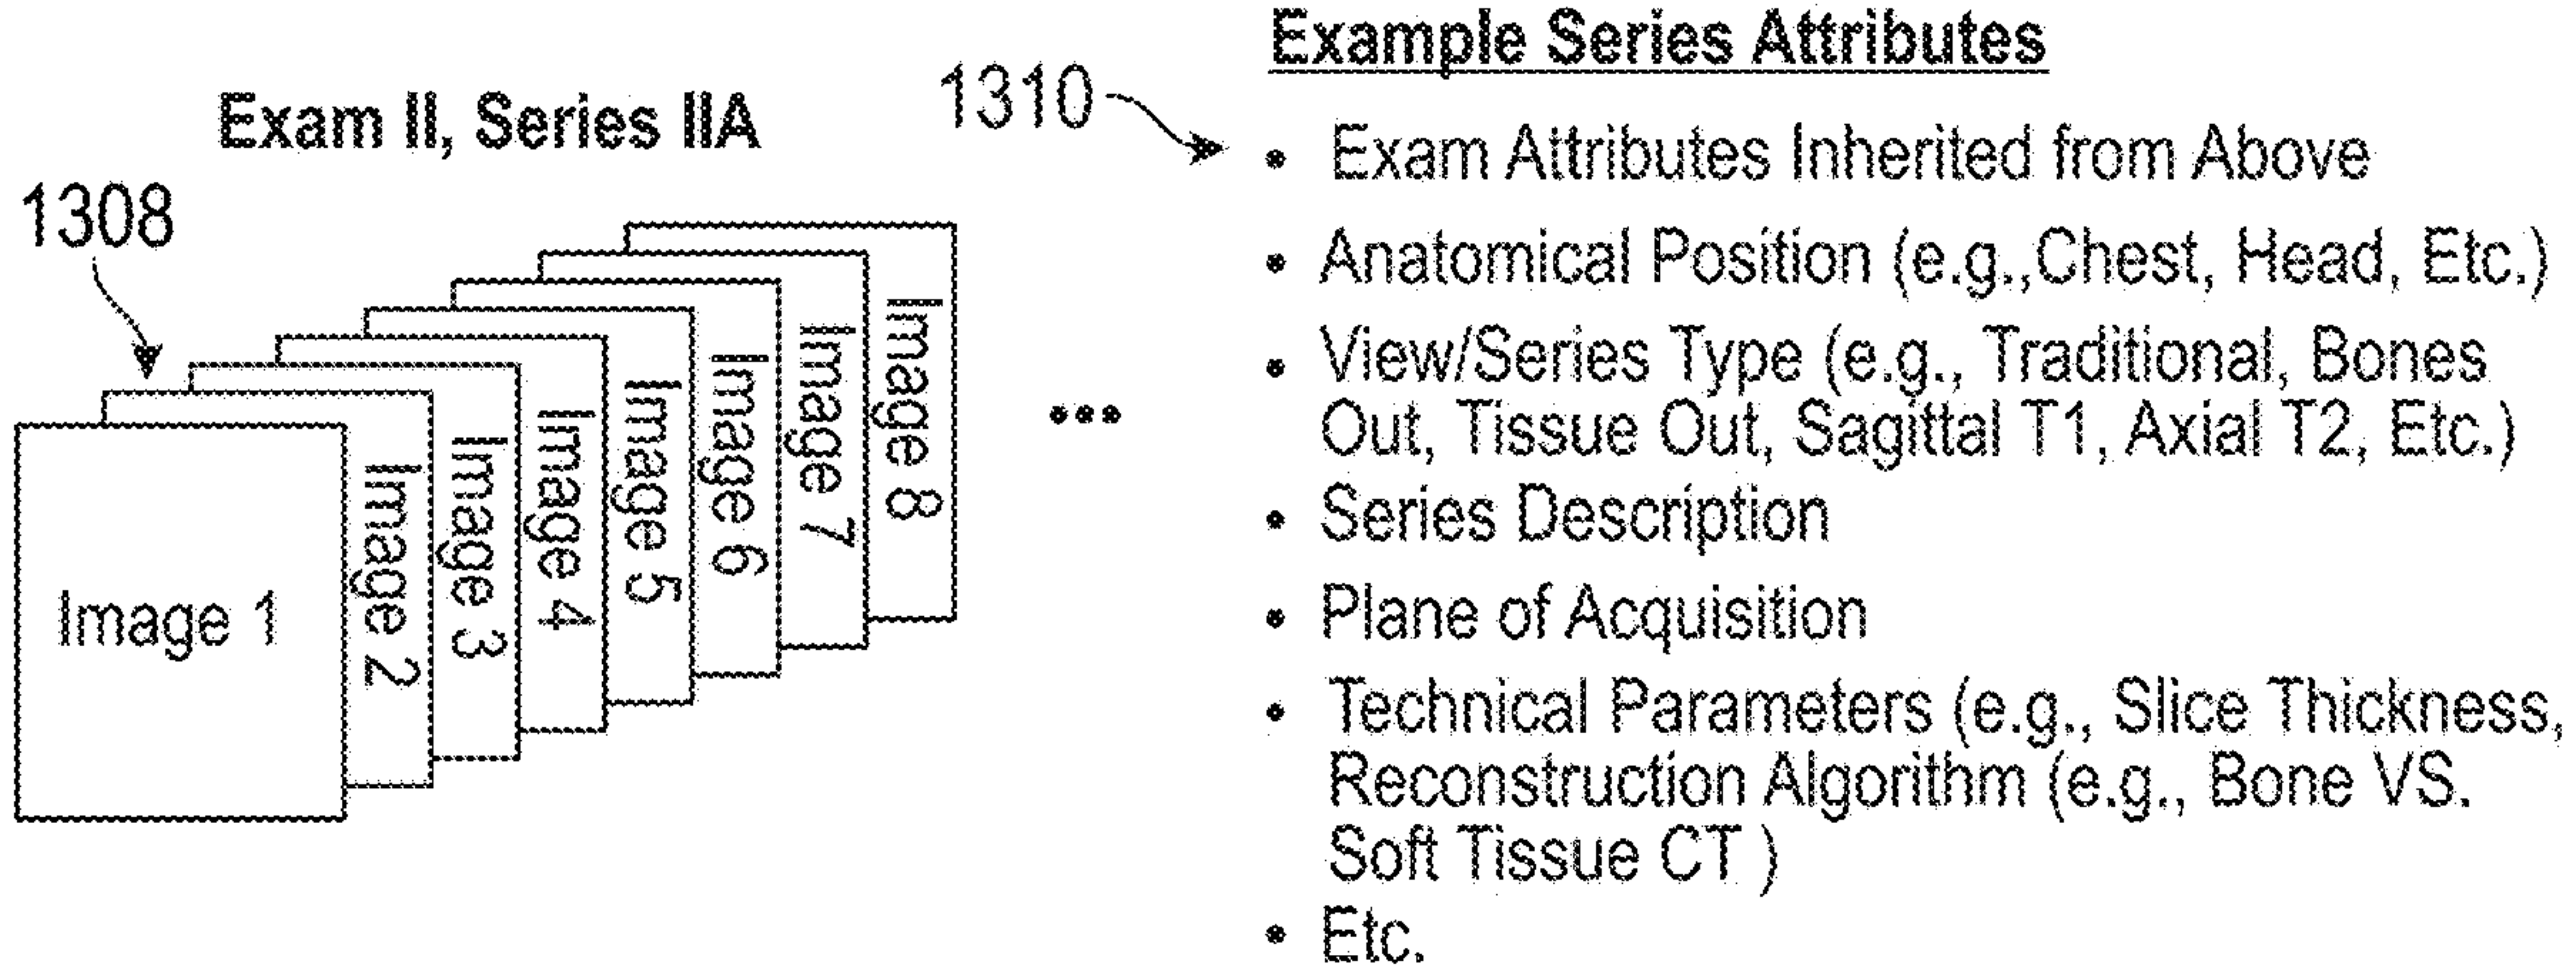 Exam II, Series IIA
1308
Image 1
Image 2
Image 3
Image 4
Image 5
Image 6
Image 7
Image 8
•••
1310
Example Series Attributes
• Exam Attributes Inherited from Above
• Anatomical Position (e.g.,Chest, Head, Etc.)
• View/Series Type (e.g., Traditional, Bones
Out, Tissue Out, Sagittal T1, Axial T2, Etc.)
• Series Description
• Plane of Acquisition
• Technical Parameters (e.g., Slice Thickness,
Reconstruction Algorithm (e.g., Bone VS.
Soft Tissue CT )
• Etc.